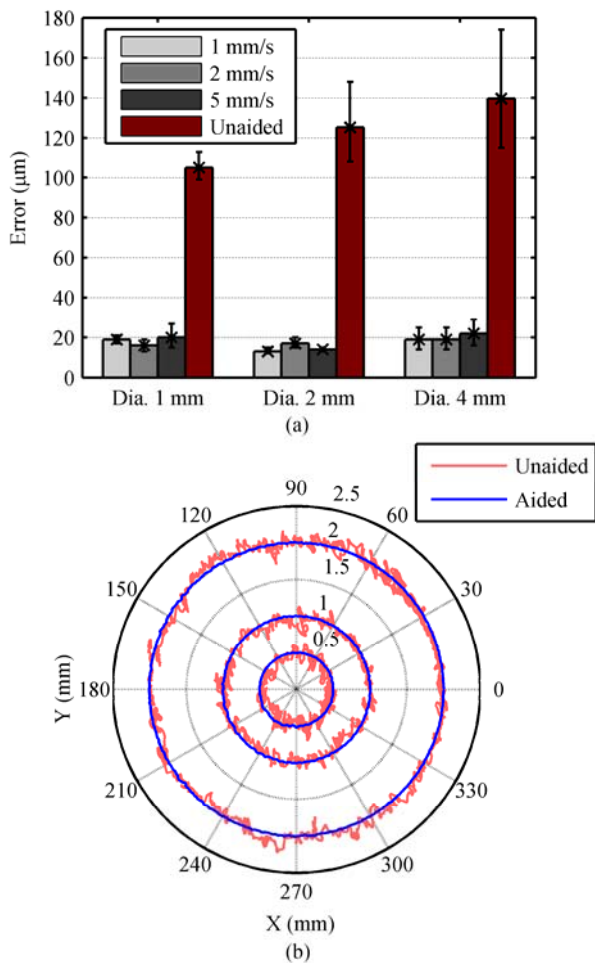 180
160
140
120
100
80
60
40
20
0
Error (μm)
1 mm/s
2 mm/s
5 mm/s
Unaided
Dia. 1 mm
Dia. 2 mm
Dia. 4 mm
(a)
Unaided
Aided
90
2.5
120
60
2
150
1.5
30
1
0.5
Y (mm)
180
0
210
330
240
300
270
X (mm)
(b)